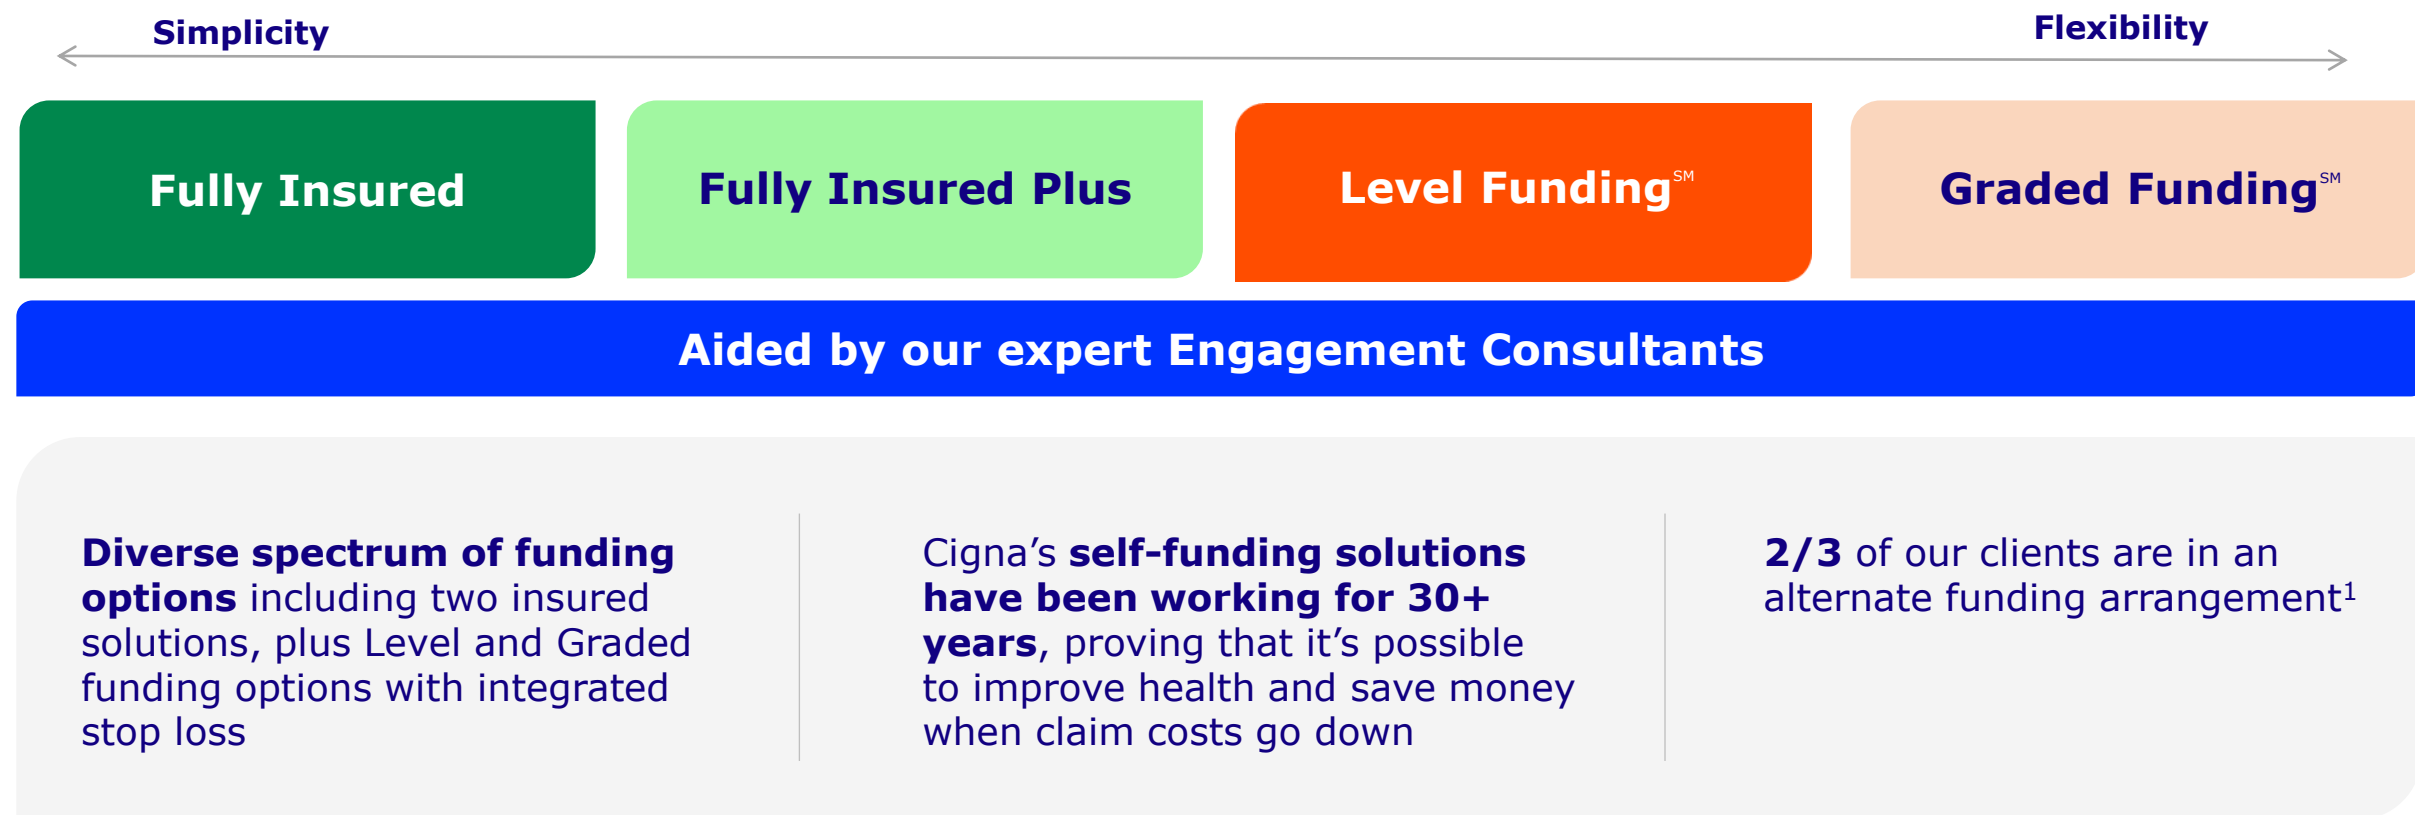 Simplicity
Flexibility
Fully Insured
Fully Insured Plus
Level Funding℠
Graded Funding℠
Aided by our expert Engagement Consultants
Diverse spectrum of funding
options including two insured
solutions, plus Level and Graded
funding options with integrated
stop loss
Cigna’s self-funding solutions
have been working for 30+
years, proving that it’s possible
to improve health and save money
when claim costs go down
2/3 of our clients are in an
alternate funding arrangement¹